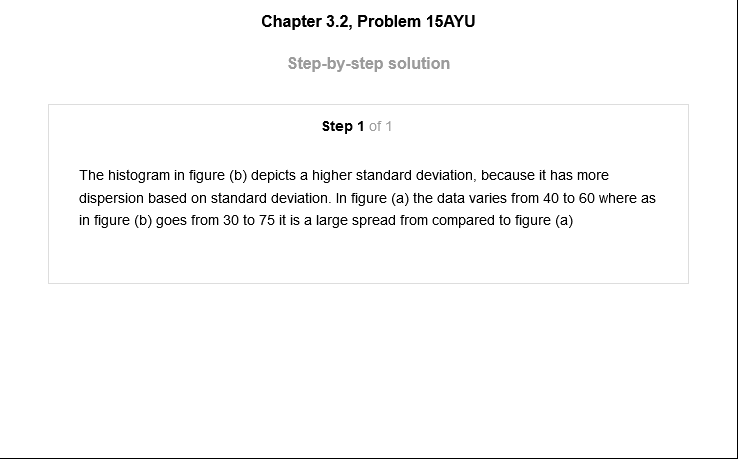 Chapter 3.2, Problem 15AYU
Step-by-step solution
Step 1 of 1
The histogram in figure (b) depicts a higher standard deviation, because it has more
dispersion based on standard deviation. In figure (a) the data varies from 40 to 60 where as
in figure (b) goes from 30 to 75 it is a large spread from compared to figure (a)